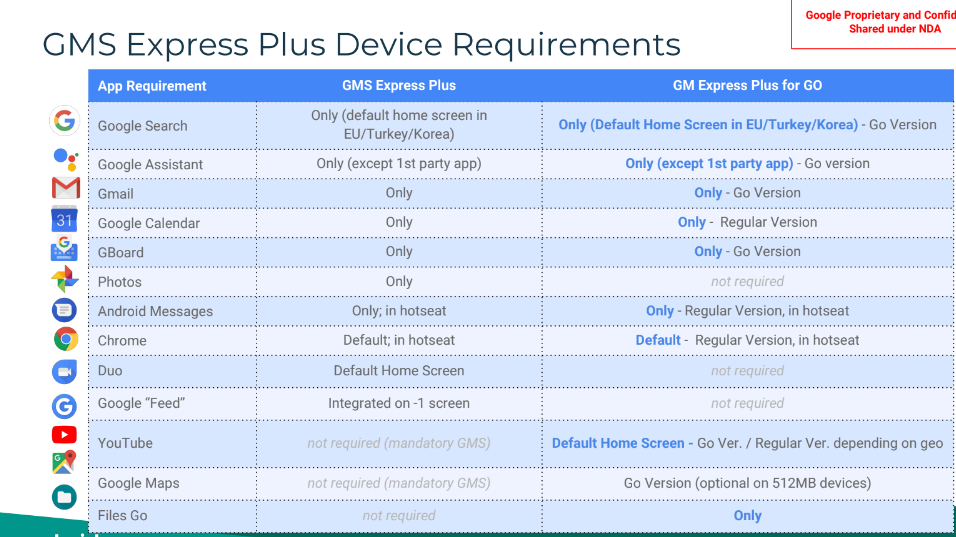 Google Proprietary and Confid
Shared under NDA
GMS Express Plus Device Requirements
App Requirement GMS Express Plus GM Express Plus for GO
Google Search Only (default home screen in
EU/Turkey/Korea) Only (Default Home Screen in EU/Turkey/Korea) - Go Version
Google Assistant Only (except 1st party app) Only (except 1st party app) - Go version
Gmail Only Only - Go Version
31 Google Calendar Only Only - Regular Version
GBoard Only Only - Go Version
Photos Only not required
Android Messages Only; in hotseat Only - Regular Version, in hotseat
Chrome Default; in hotseat Default - Regular Version, in hotseat
Duo Default Home Screen not required
Google “Feed” Integrated on -1 screen not required
YouTube not required (mandatory GMS) Default Home Screen - Go Ver. / Regular Ver. depending on geo
Google Maps not required (mandatory GMS) Go Version (optional on 512MB devices)
Files Go not required Only